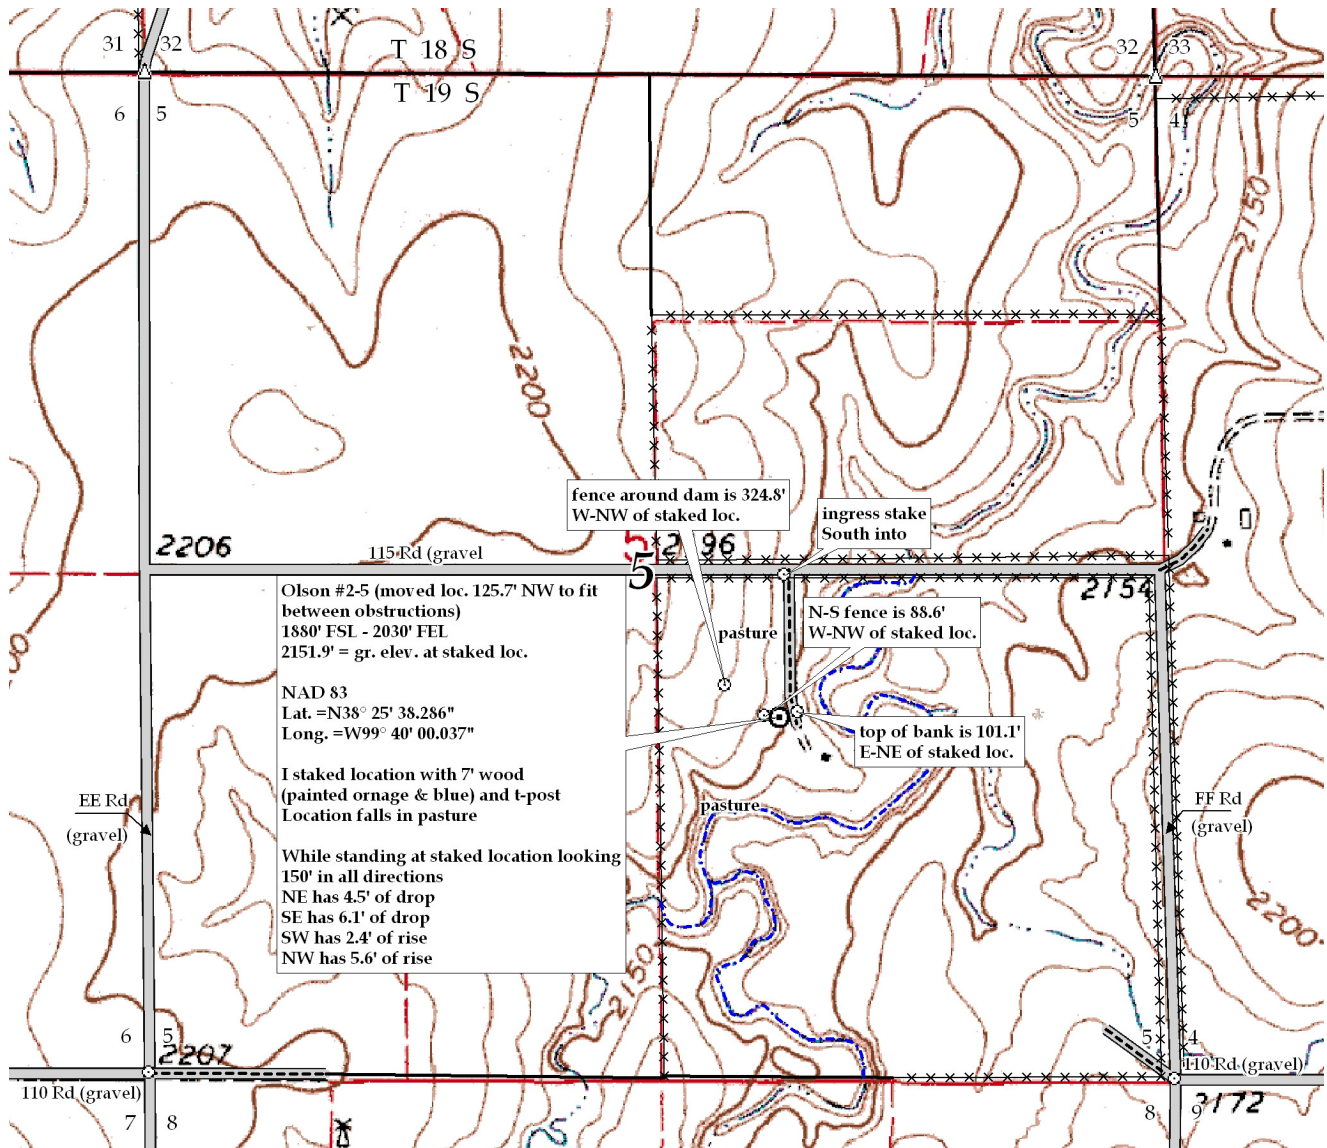 31 32
T 18 S
32 33
T 19 S
6 5
5 4
2150
2200
fence around dam is 324.8'
W-NW of staked loc.
ingress stake
South into
2206
115 Rd (gravel
5
2196
5
2154
Olson #2-5 (moved loc. 125.7' NW to fit
between obstructions)
1880' FSL - 2030' FEL
2151.9' = gr. elev. at staked loc.
NAD 83
Lat. =N38° 25' 38.286"
Long. =W99° 40' 00.037"
I staked location with 7' wood
(painted ornage & blue) and t-post
Location falls in pasture
While standing at staked location looking
150' in all directions
NE has 4.5' of drop
SE has 6.1' of drop
SW has 2.4' of rise
NW has 5.6' of rise
N-S fence is 88.6'
W-NW of staked loc.
pasture
top of bank is 101.1'
E-NE of staked loc.
pasture
EE Rd
(gravel)
FF Rd
(gravel)
2200
2150
6 5
2207
5 4
110 Rd (gravel)
110 Rd (gravel)
2172
7 8
8 9